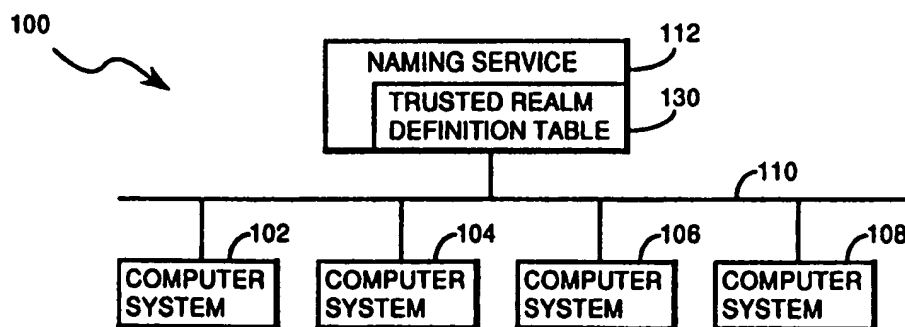 100
112
NAMING SERVICE
TRUSTED REALM
DEFINITION TABLE
130
110
102
104
106
108
COMPUTER
SYSTEM
COMPUTER
SYSTEM
COMPUTER
SYSTEM
COMPUTER
SYSTEM